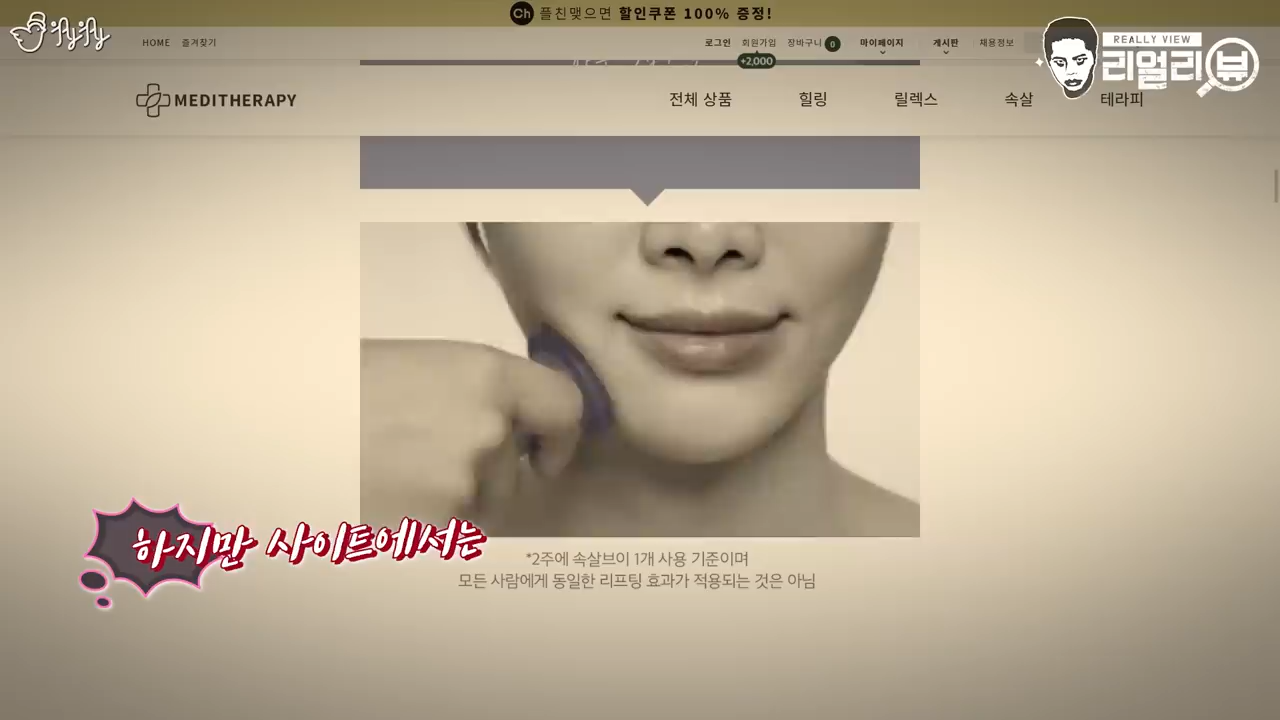 Ch 플친맺으면 할인쿠폰 100% 증정!
HOME 즐겨찾기
로그인 회원가입 장바구니 0 마이페이지 게시판 채용정보
+2,000
REALLY VIEW
리얼리뷰
MEDITHERAPY
전체 상품 힐링 릴렉스 속살 테라피
하지만 사이트에서는
*2주에 속살브이 1개 사용 기준이며
모든 사람에게 동일한 리프팅 효과가 적용되는 것은 아님